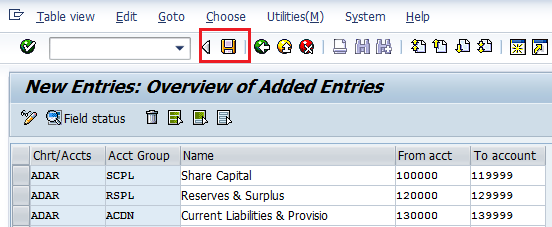 Table view Edit Goto Choose Utilities(M) System Help
New Entries: Overview of Added Entries
Field status
Chrt/Accts Acct Group Name From acct To account
ADAR SCPL Share Capital 100000 119999
ADAR RSPL Reserves & Surplus 120000 129999
ADAR ACDN Current Liabilities & Provisio 130000 139999